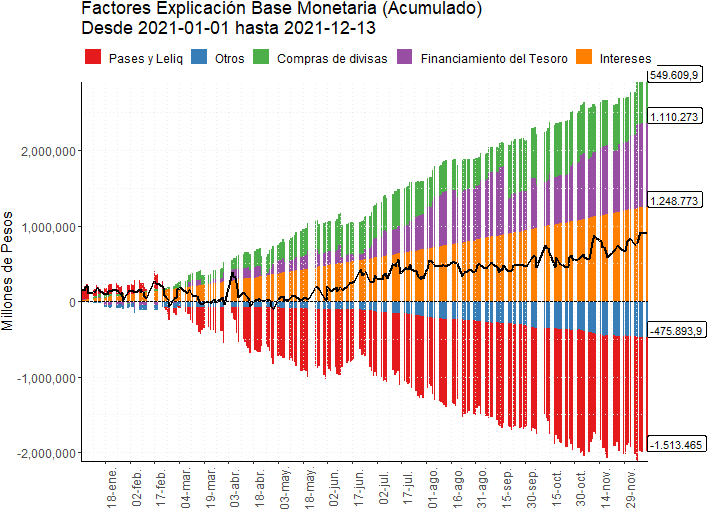 Factores Explicación Base Monetaria (Acumulado)
Desde 2021-01-01 hasta 2021-12-13
Pases y Leliq Otros Compras de divisas Financiamiento del Tesoro Intereses
549.609,9
1.110.273
1.248.773
-475.893,9
-1.513.465
Millones de Pesos
2,000,000
1,000,000
0
-1,000,000
-2,000,000
18-ene.
02-feb.
17-feb.
04-mar.
19-mar.
03-abr.
18-abr.
03-may.
18-may.
02-jun.
17-jun.
02-jul.
17-jul.
01-ago.
16-ago.
31-ago.
15-sep.
30-sep.
15-oct.
30-oct.
14-nov.
29-nov.